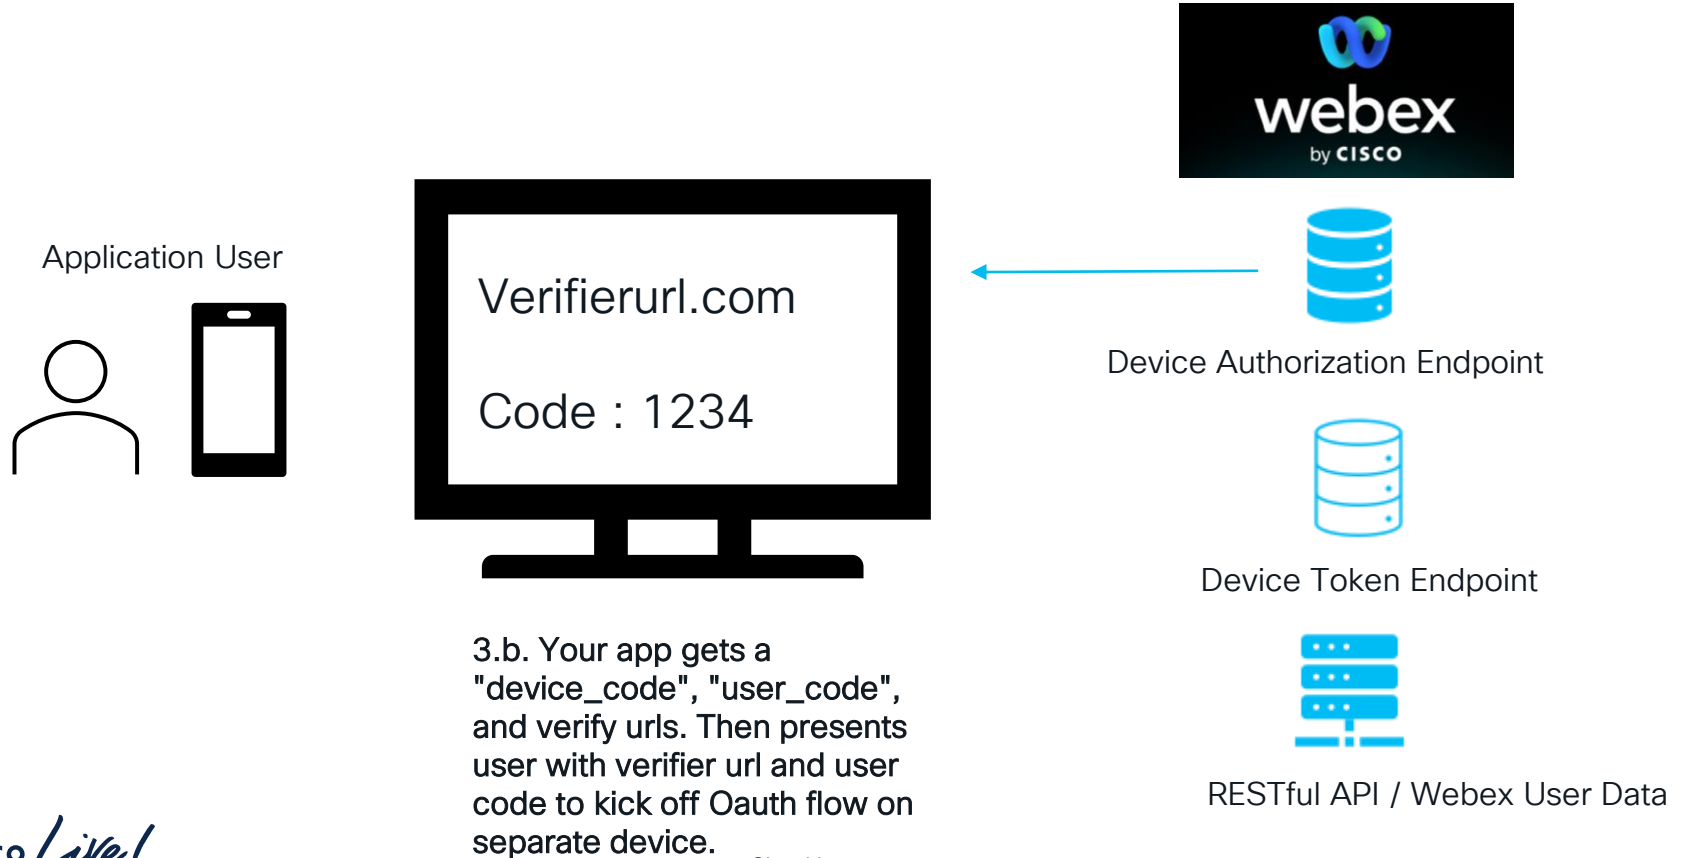 webex
by CISCO
Application User
Verifierurl.com
Code : 1234
Device Authorization Endpoint
Device Token Endpoint
3.b. Your app gets a
"device_code", "user_code",
and verify urls. Then presents
user with verifier url and user
code to kick off Oauth flow on
separate device.
RESTful API / Webex User Data
Live!